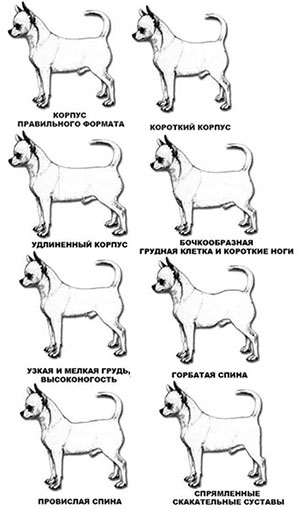 КОРПУС
ПРАВИЛЬНОГО ФОРМАТА
КОРОТКИЙ КОРПУС
УДЛИНЕННЫЙ КОРПУС
БОЧКООБРАЗНАЯ
ГРУДНАЯ КЛЕТКА И КОРОТКИЕ НОГИ
УЗКАЯ И МЕЛКАЯ ГРУДЬ,
ВЫСОКОНОГОСТЬ
ГОРБАТАЯ СПИНА
ПРОВИСЛАЯ СПИНА
СПРЯМЛЕННЫЕ
СКАКАТЕЛЬНЫЕ СУСТАВЫ